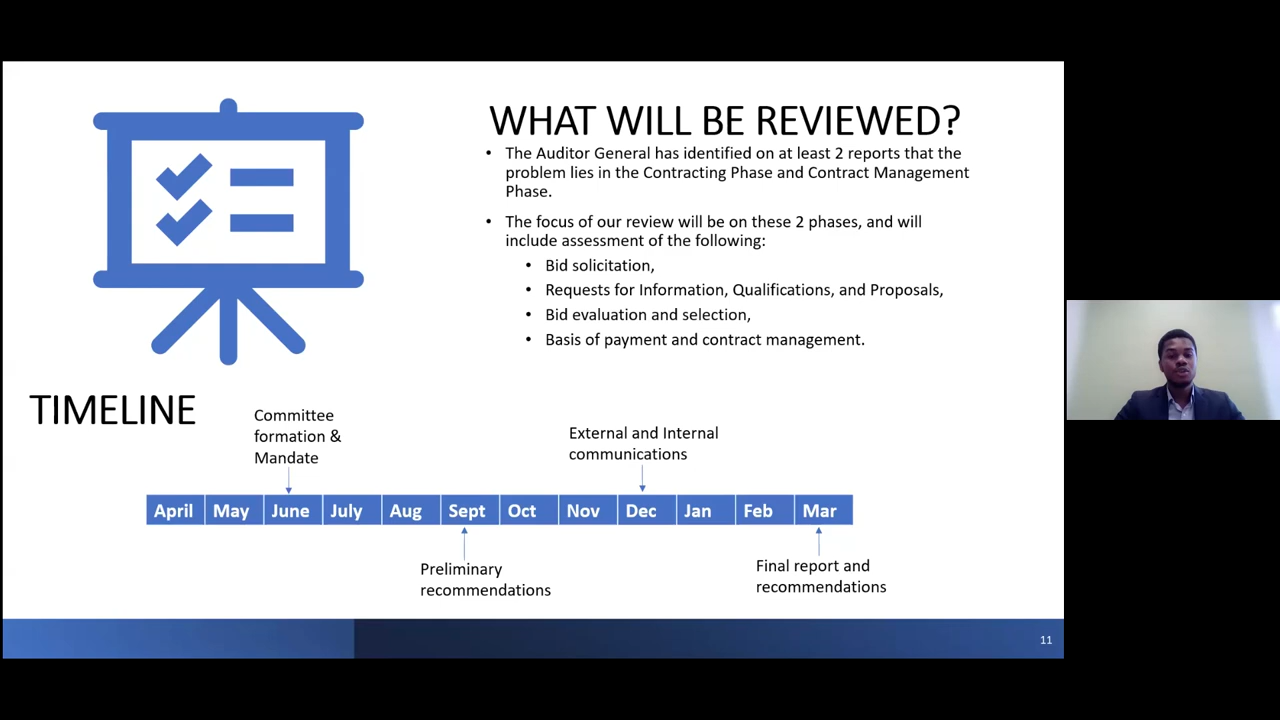 WHAT WILL BE REVIEWED?
• The Auditor General has identified on at least 2 reports that the
problem lies in the Contracting Phase and Contract Management
Phase.
• The focus of our review will be on these 2 phases, and will
include assessment of the following:
• Bid solicitation,
• Requests for Information, Qualifications, and Proposals,
• Bid evaluation and selection,
• Basis of payment and contract management.
TIMELINE
Committee
formation &
Mandate
External and Internal
communications
April May June July Aug Sept Oct Nov Dec Jan Feb Mar
Preliminary
recommendations
Final report and
recommendations
11